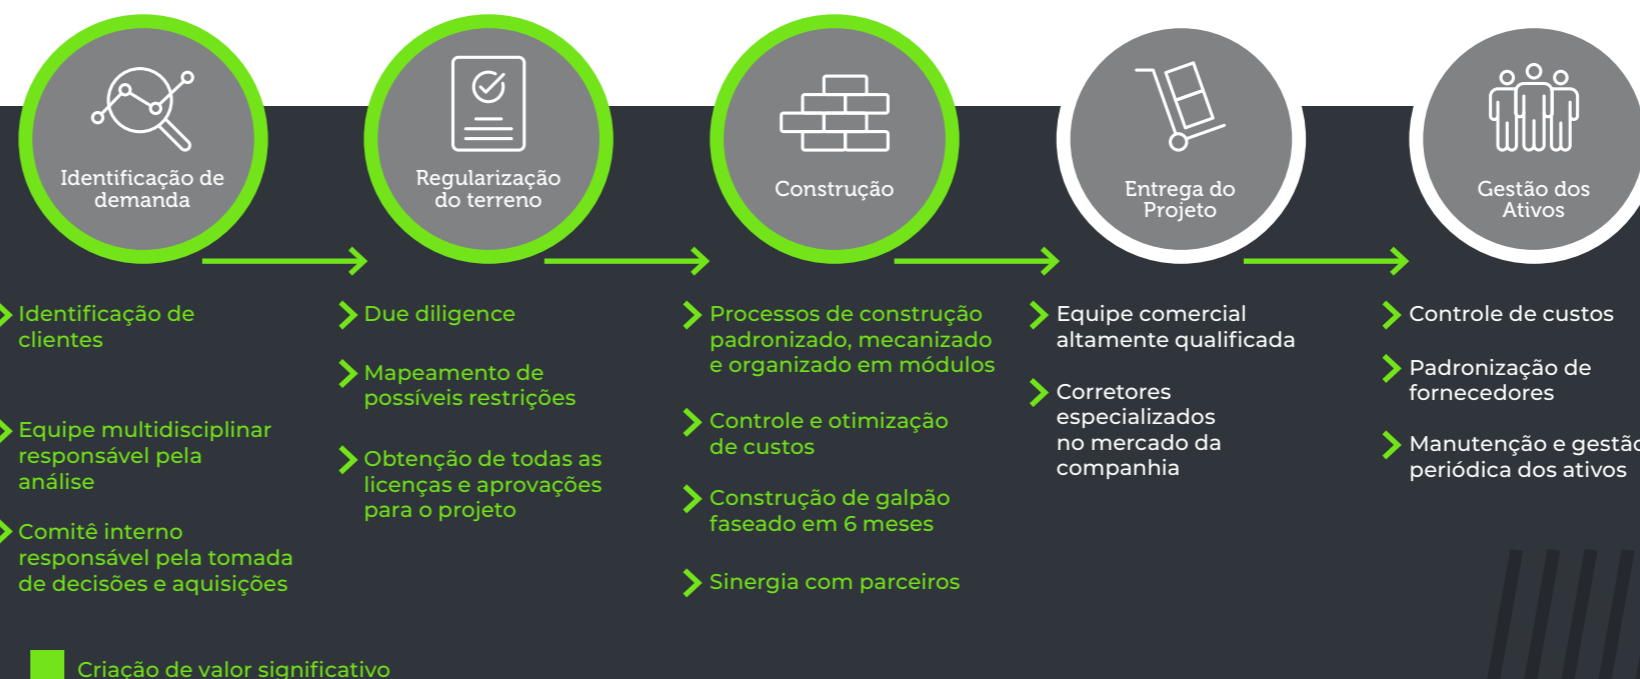 Identificação de
demanda
Regularização
do terreno
Construção
Entrega do
Projeto
Gestão dos
Ativos
Identificação de
clientes
Equipe multidisciplinar
responsável pela
análise
Comitê interno
responsável pela tomada
de decisões e aquisições
Due diligence
Mapeamento de
possíveis restrições
Obtenção de todas as
licenças e aprovações
para o projeto
Processos de construção
padronizado, mecanizado
e organizado em módulos
Controle e otimização
de custos
Construção de galpão
faseado em 6 meses
Sinergia com parceiros
Equipe comercial
altamente qualificada
Corretores
especializados
no mercado da
companhia
Controle de custos
Padronização de
fornecedores
Manutenção e gestão
periódica dos ativos
Criação de valor significativo